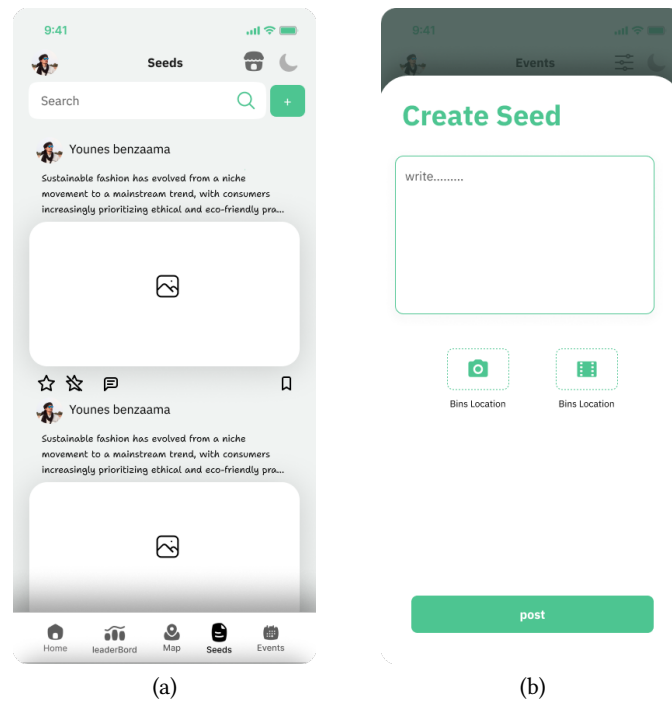 9:41
Seeds
Search
+
Younes benzaama
Sustainable fashion has evolved from a niche
movement to a mainstream trend, with consumers
increasingly prioritizing ethical and eco-friendly pra...
Younes benzaama
Sustainable fashion has evolved from a niche
movement to a mainstream trend, with consumers
increasingly prioritizing ethical and eco-friendly pra...
Home
leaderBord
Map
Seeds
Events
(a)
9:41
Events
Create Seed
write.........
Bins Location
Bins Location
post
(b)